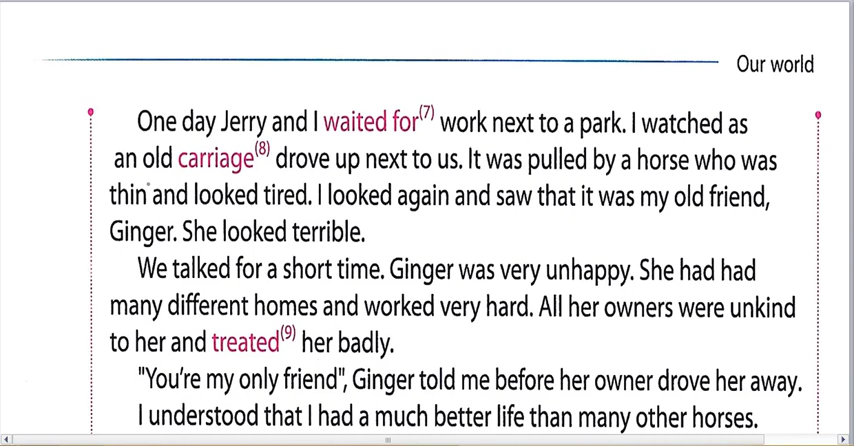 Our world
One day Jerry and I waited for(7) work next to a park. I watched as
an old carriage(8) drove up next to us. It was pulled by a horse who was
thin and looked tired. I looked again and saw that it was my old friend,
Ginger. She looked terrible.
We talked for a short time. Ginger was very unhappy. She had had
many different homes and worked very hard. All her owners were unkind
to her and treated(9) her badly.
"You're my only friend", Ginger told me before her owner drove her away.
I understood that I had a much better life than many other horses.